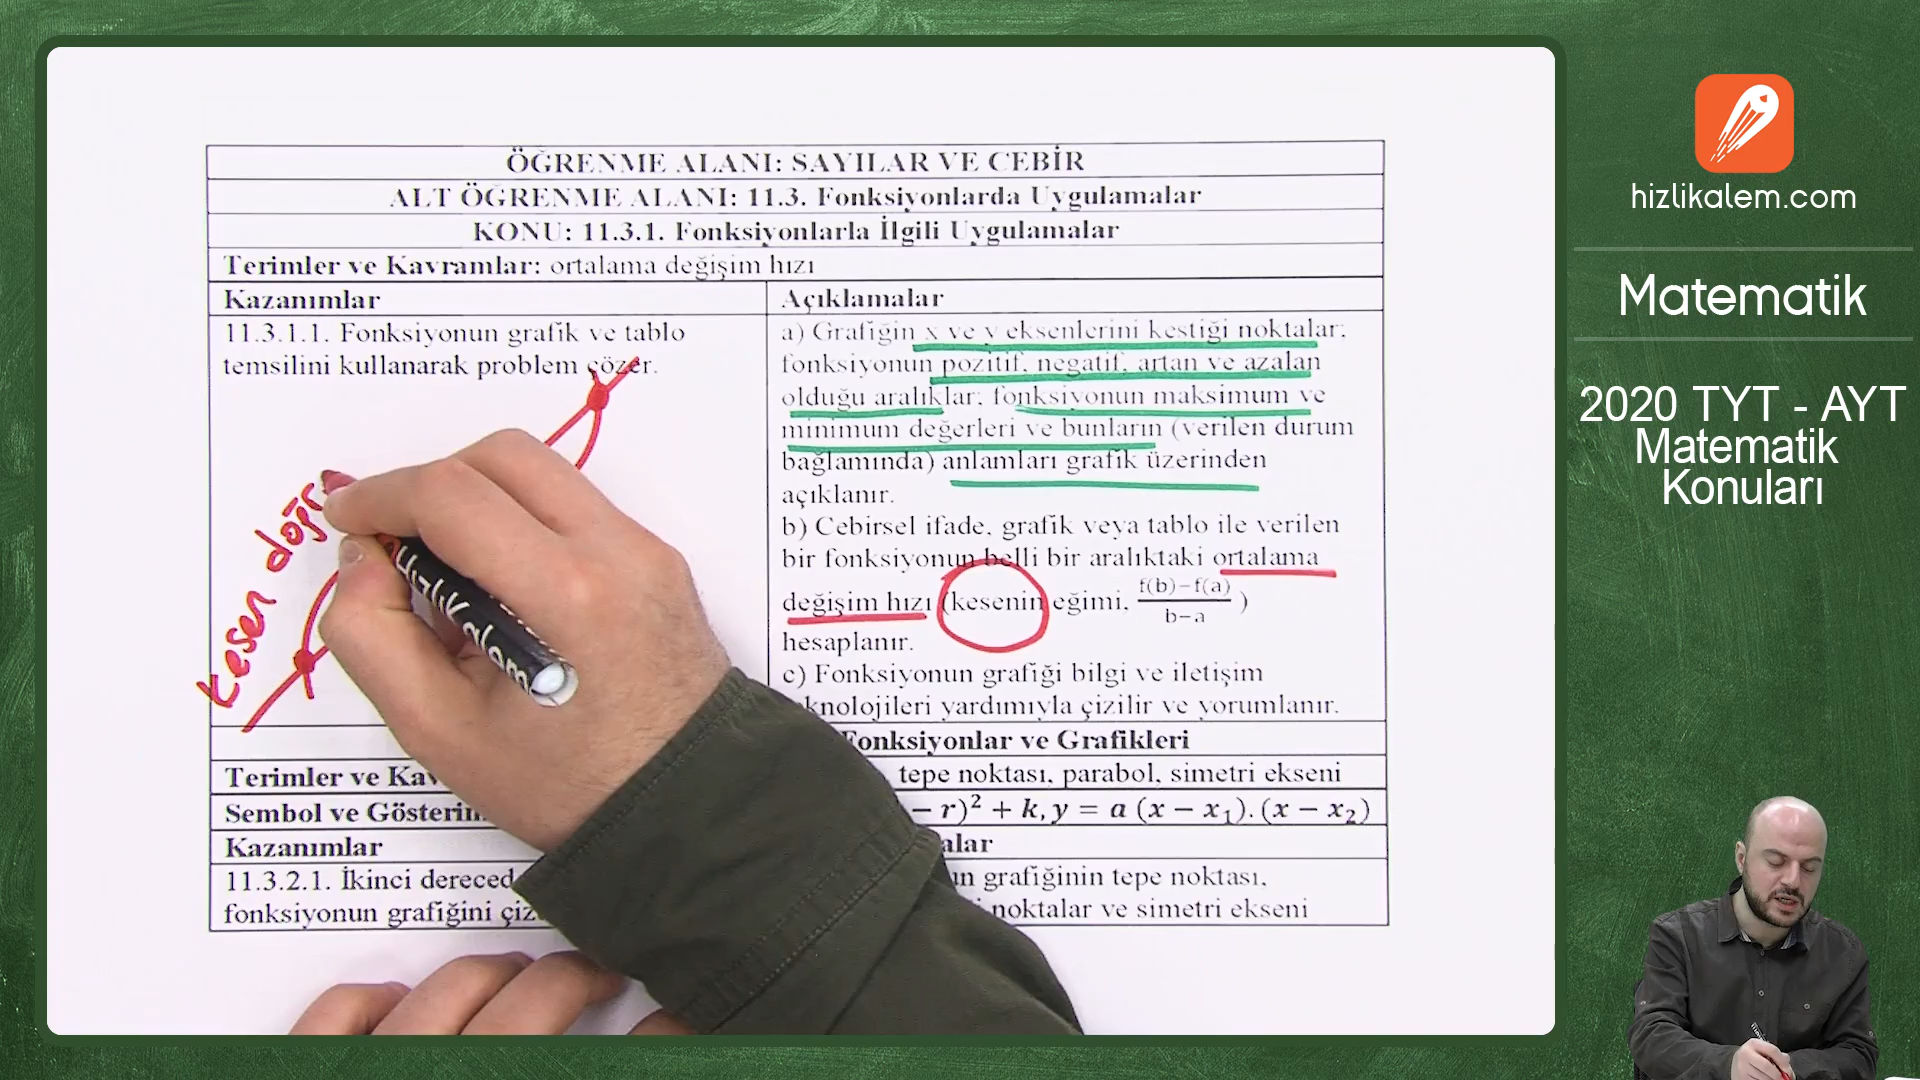 ÖĞRENME ALANI: SAYILAR VE CEBİR
ALT ÖĞRENME ALANI: 11.3. Fonksiyonlarda Uygulamalar
KONU: 11.3.1. Fonksiyonlarla İlgili Uygulamalar
Terimler ve Kavramlar: ortalama değişim hızı
Kazanımlar
11.3.1.1. Fonksiyonun grafik ve tablo
temsilini kullanarak problem çözer.
kesen doğr
Açıklamalar
a) Grafiğin x ve y eksenlerini kestiği noktalar;
fonksiyonun pozitif, negatif, artan ve azalan
olduğu aralıklar; fonksiyonun maksimum ve
minimum değerleri ve bunların (verilen durum
bağlamında) anlamları grafik üzerinden
açıklanır.
b) Cebirsel ifade, grafik veya tablo ile verilen
bir fonksiyonun belli bir aralıktaki ortalama
değişim hızı (kesenin eğimi, f(b)−f(a)/b−a )
hesaplanır.
c) Fonksiyonun grafiği bilgi ve iletişim
knolojileri yardımıyla çizilir ve yorumlanır.
Fonksiyonlar ve Grafikleri
Terimler ve Kav tepe noktası, parabol, simetri ekseni
Sembol ve Gösterim − r)² + k, y = a (x − x₁). (x − x₂)
Kazanımlar alar
11.3.2.1. İkinci dereced
fonksiyonun grafiğini çiz
ın grafiğinin tepe noktası,
i noktalar ve simetri ekseni
Hızlı Kalem
hizlikalem.com
Matematik
2020 TYT - AYT
Matematik
Konuları